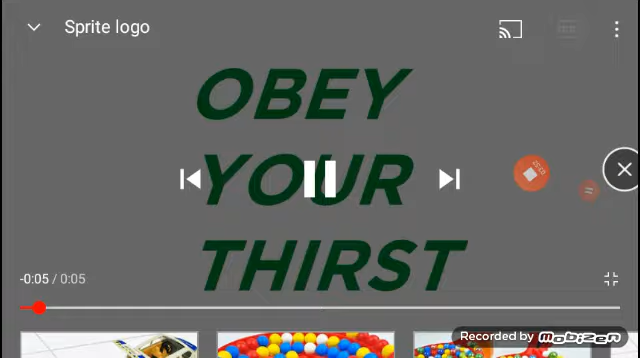 Sprite logo
OBEY
YOUR
THIRST
-0:05 / 0:05
Recorded by mobizen